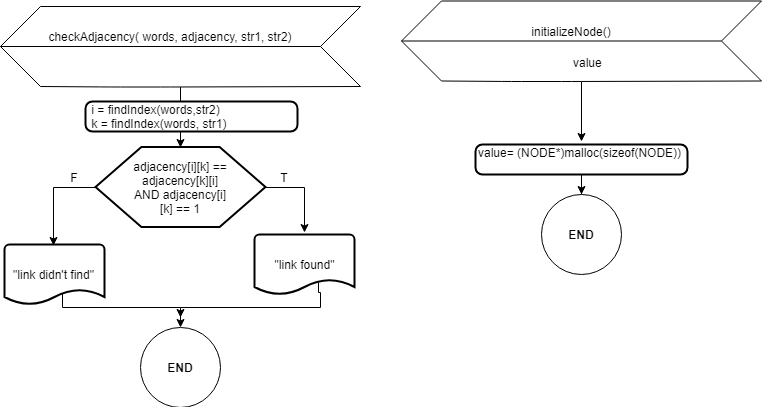 checkAdjacency( words, adjacency, str1, str2)
i = findIndex(words,str2)
k = findIndex(words, str1)
adjacency[i][k] ==
adjacency[k][i]
AND adjacency[i]
[k] == 1
F
T
"link didn't find"
"link found"
END
initializeNode()
value
value= (NODE*)malloc(sizeof(NODE))
END